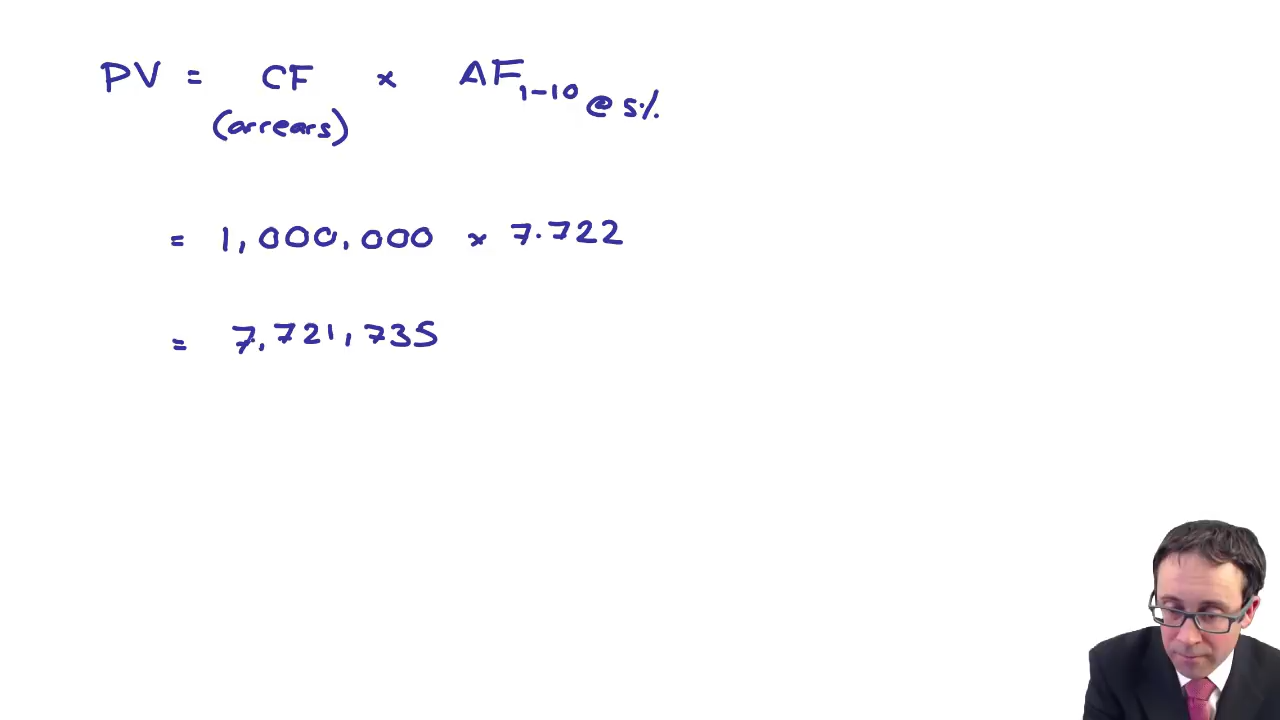 PV = CF × AF1-10 @ 5%
(arrears)
= 1,000,000 × 7.722
= 7,721,735